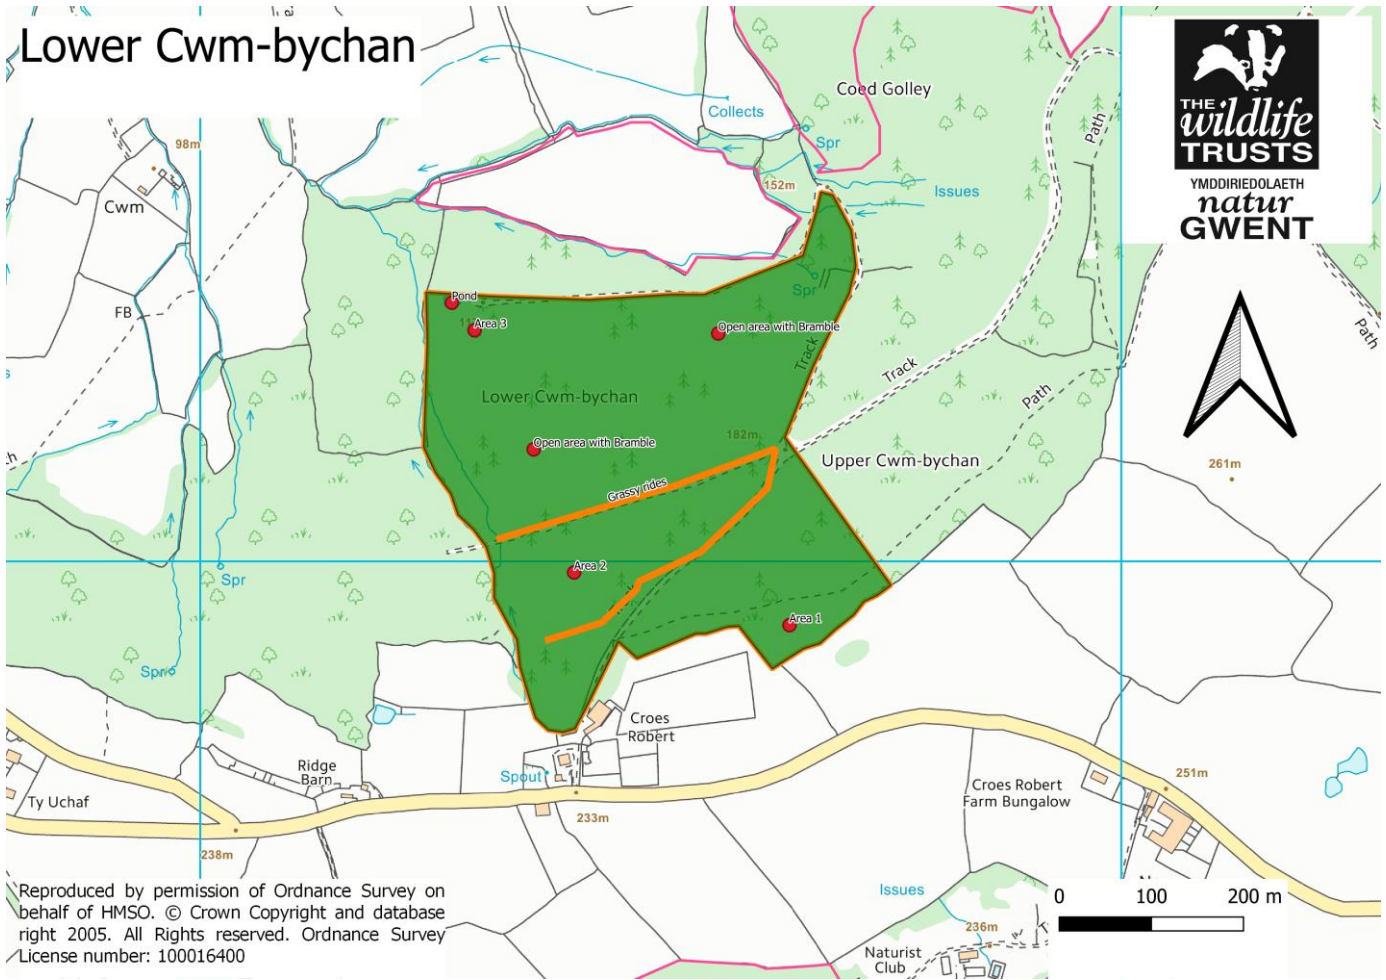 Lower Cwm-bychan
THE
wildlife
TRUSTS
YMDDIRIEDOLAETH
natur
GWENT
Coed Golley
Collects
Path
98m
Spr
152m
Issues
Cwm
Spr
Pond
FB
Area 3
Open area with Bramble
Path
Track
Track
Lower Cwm-bychan
Path
182m
Open area with Bramble
Upper Cwm-bychan
261m
Grassy rides
Area 2
Spr
Area 1
Spr
Croes
Robert
Ridge
Barn
Spout
251m
Ty Uchaf
Croes Robert
Farm Bungalow
233m
238m
Reproduced by permission of Ordnance Survey on
behalf of HMSO. © Crown Copyright and database
right 2005. All Rights reserved. Ordnance Survey
License number: 100016400
Issues
0 100 200 m
236m
Naturist
Club